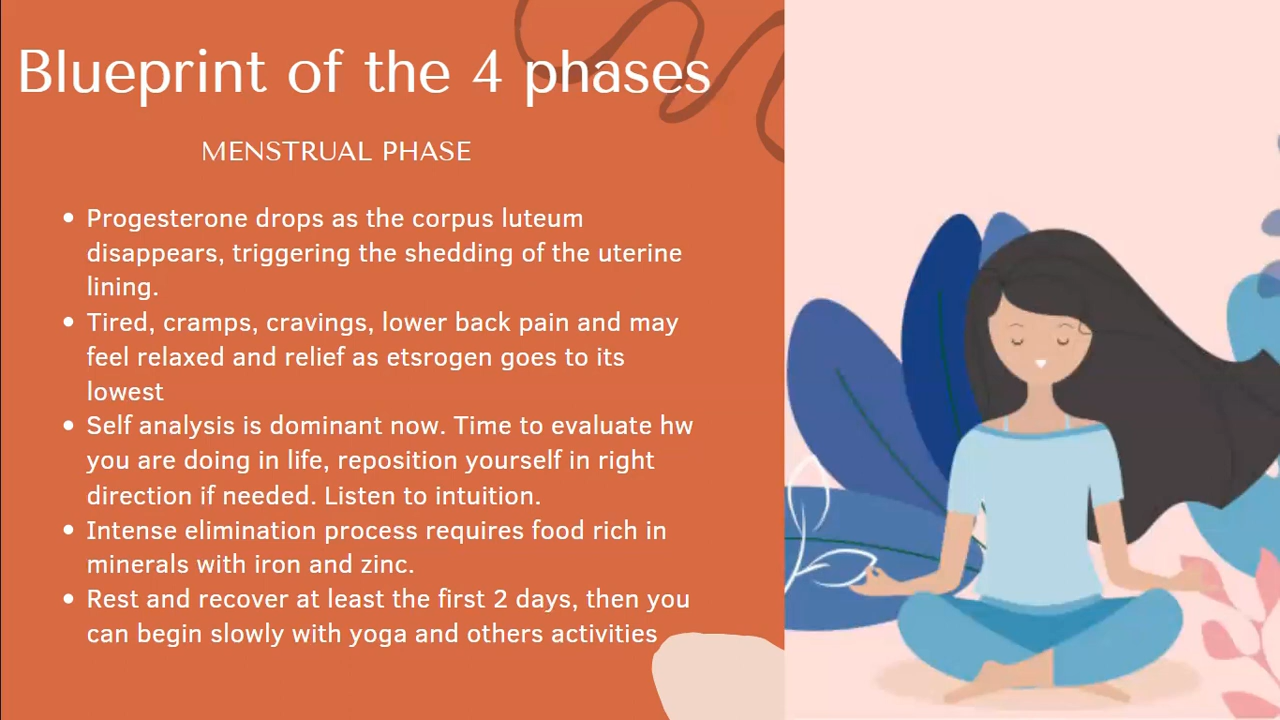 Blueprint of the 4 phases
MENSTRUAL PHASE
• Progesterone drops as the corpus luteum
disappears, triggering the shedding of the uterine
lining.
• Tired, cramps, cravings, lower back pain and may
feel relaxed and relief as etsrogen goes to its
lowest
• Self analysis is dominant now. Time to evaluate hw
you are doing in life, reposition yourself in right
direction if needed. Listen to intuition.
• Intense elimination process requires food rich in
minerals with iron and zinc.
• Rest and recover at least the first 2 days, then you
can begin slowly with yoga and others activities